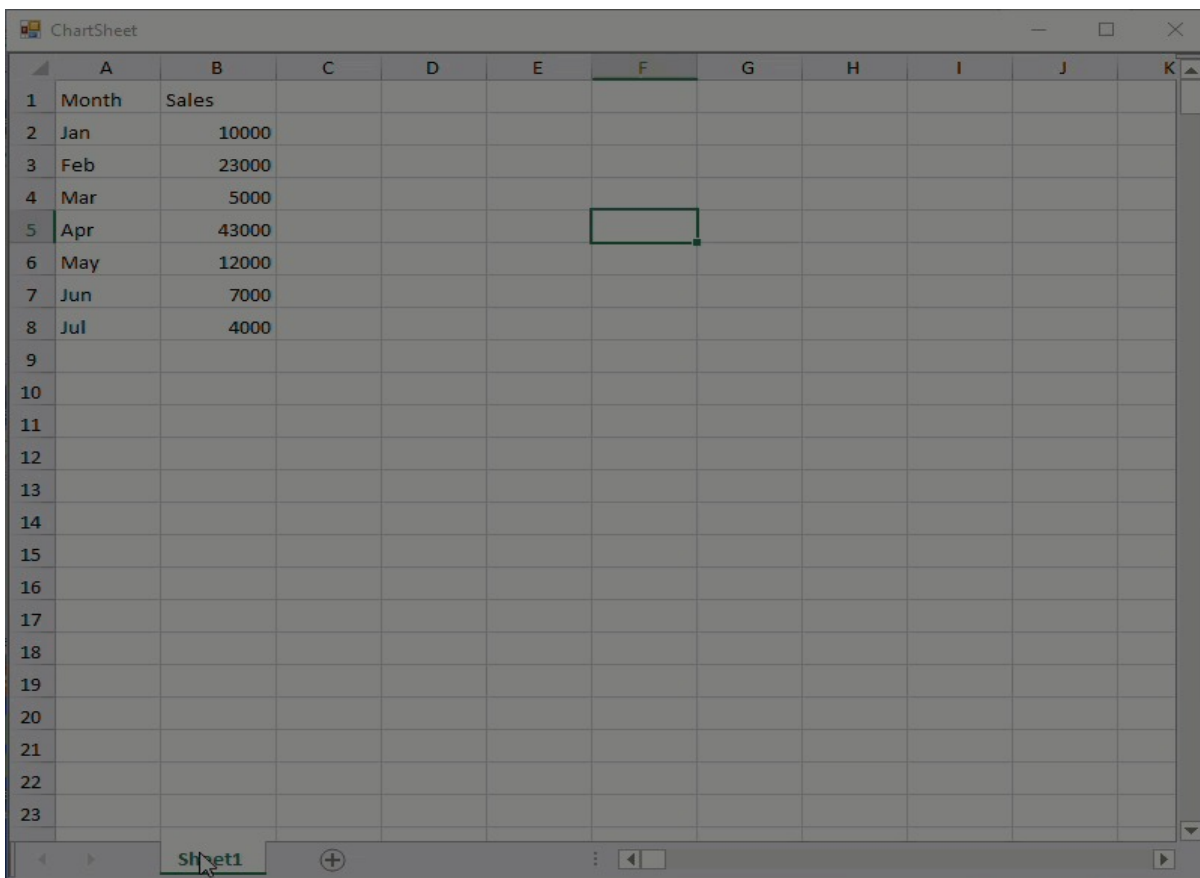 ChartSheet
A B C D E F G H I J K
1 Month Sales
2 Jan 10000
3 Feb 23000
4 Mar 5000
5 Apr 43000
6 May 12000
7 Jun 7000
8 Jul 4000
9
10
11
12
13
14
15
16
17
18
19
20
21
22
23
Sheet1